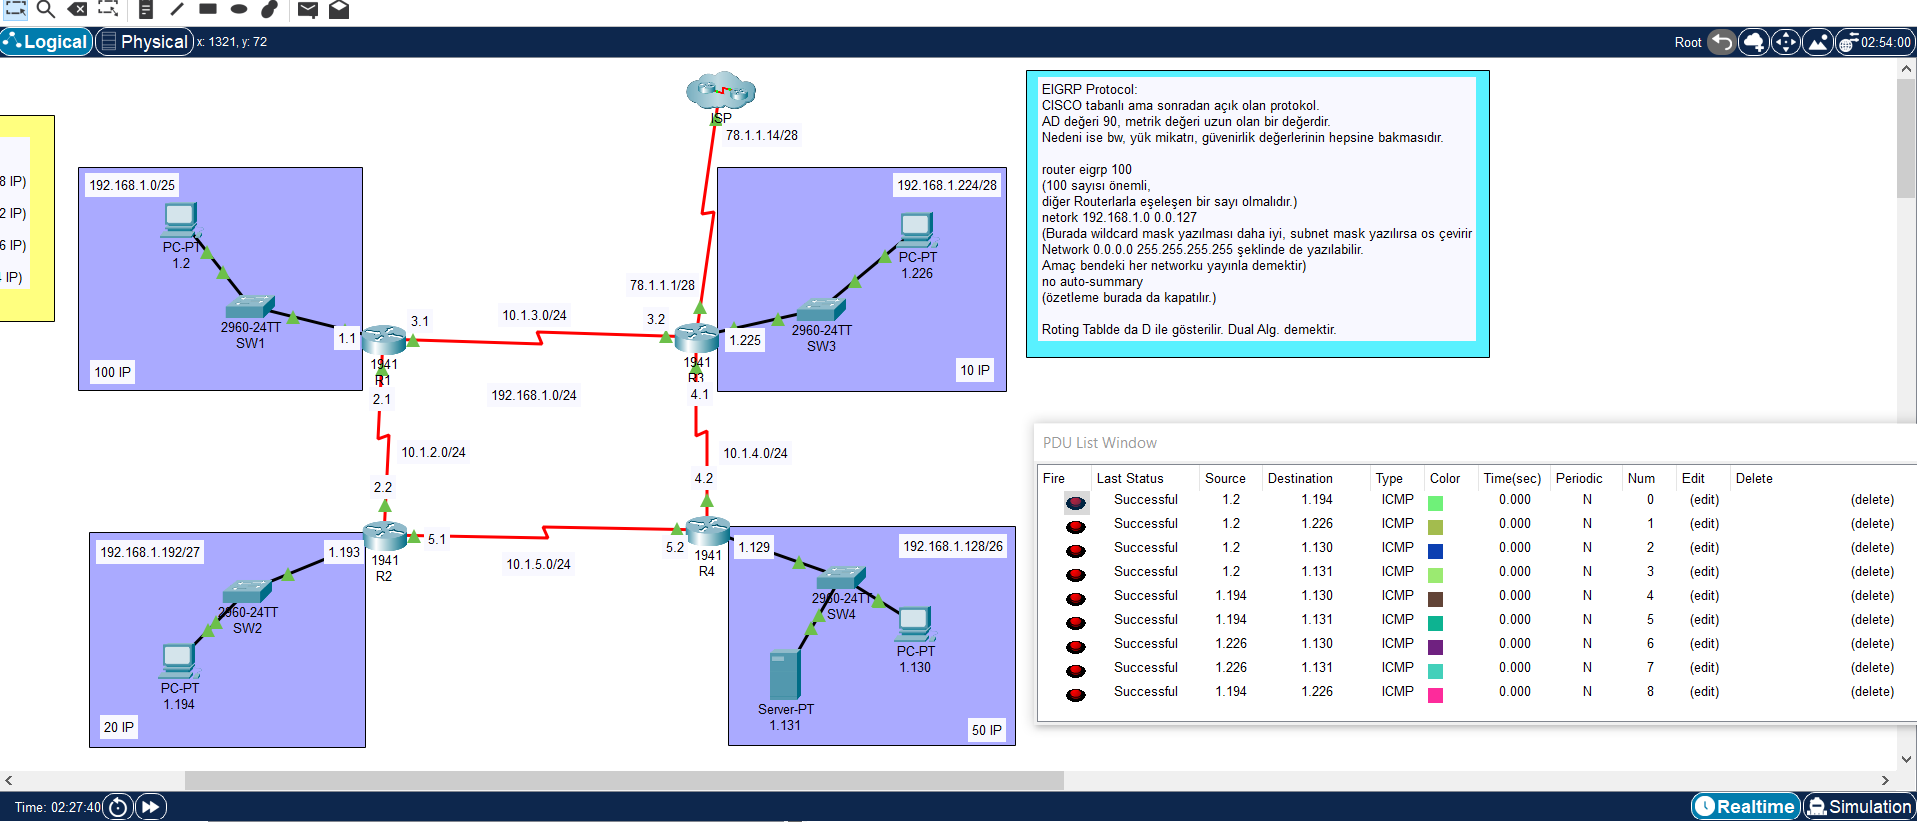 Logical
Physical
x: 1321, y: 72
Root
02:54:00
8 IP)
2 IP)
6 IP)
IP)
ISP
78.1.1.14/28
192.168.1.0/25
PC-PT
1.2
2960-24TT
SW1
1.1
100 IP
1941
R1
3.1
2.1
10.1.3.0/24
192.168.1.0/24
78.1.1.1/28
3.2
1941
R3
4.1
192.168.1.224/28
PC-PT
1.226
2960-24TT
SW3
1.225
10 IP
10.1.2.0/24
2.2
10.1.4.0/24
4.2
192.168.1.192/27
1.193
1941
R2
5.1
2960-24TT
SW2
PC-PT
1.194
20 IP
10.1.5.0/24
5.2
1941
R4
1.129
192.168.1.128/26
2960-24TT
SW4
PC-PT
1.130
Server-PT
1.131
50 IP
EIGRP Protocol:
CISCO tabanlı ama sonradan açık olan protokol.
AD değeri 90, metrik değeri uzun olan bir değerdir.
Nedeni ise bw, yük mikatrı, güvenirlik değerlerinin hepsine bakmasıdır.
router eigrp 100
(100 sayısı önemli,
diğer Routerlarla eşeleşen bir sayı olmalıdır.)
netork 192.168.1.0 0.0.127
(Burada wildcard mask yazılması daha iyi, subnet mask yazılırsa os çevirir
Network 0.0.0.0 255.255.255.255 şeklinde de yazılabilir.
Amaç bendeki her networku yayınla demektir)
no auto-summary
(özetleme burada da kapatılır.)
Roting Tablde da D ile gösterilir. Dual Alg. demektir.
PDU List Window
Fire Last Status Source Destination Type Color Time(sec) Periodic Num Edit Delete
Successful 1.2 1.194 ICMP 0.000 N 0 (edit) (delete)
Successful 1.2 1.226 ICMP 0.000 N 1 (edit) (delete)
Successful 1.2 1.130 ICMP 0.000 N 2 (edit) (delete)
Successful 1.2 1.131 ICMP 0.000 N 3 (edit) (delete)
Successful 1.194 1.130 ICMP 0.000 N 4 (edit) (delete)
Successful 1.194 1.131 ICMP 0.000 N 5 (edit) (delete)
Successful 1.226 1.130 ICMP 0.000 N 6 (edit) (delete)
Successful 1.226 1.131 ICMP 0.000 N 7 (edit) (delete)
Successful 1.194 1.226 ICMP 0.000 N 8 (edit) (delete)
Time: 02:27:40
Realtime
Simulation